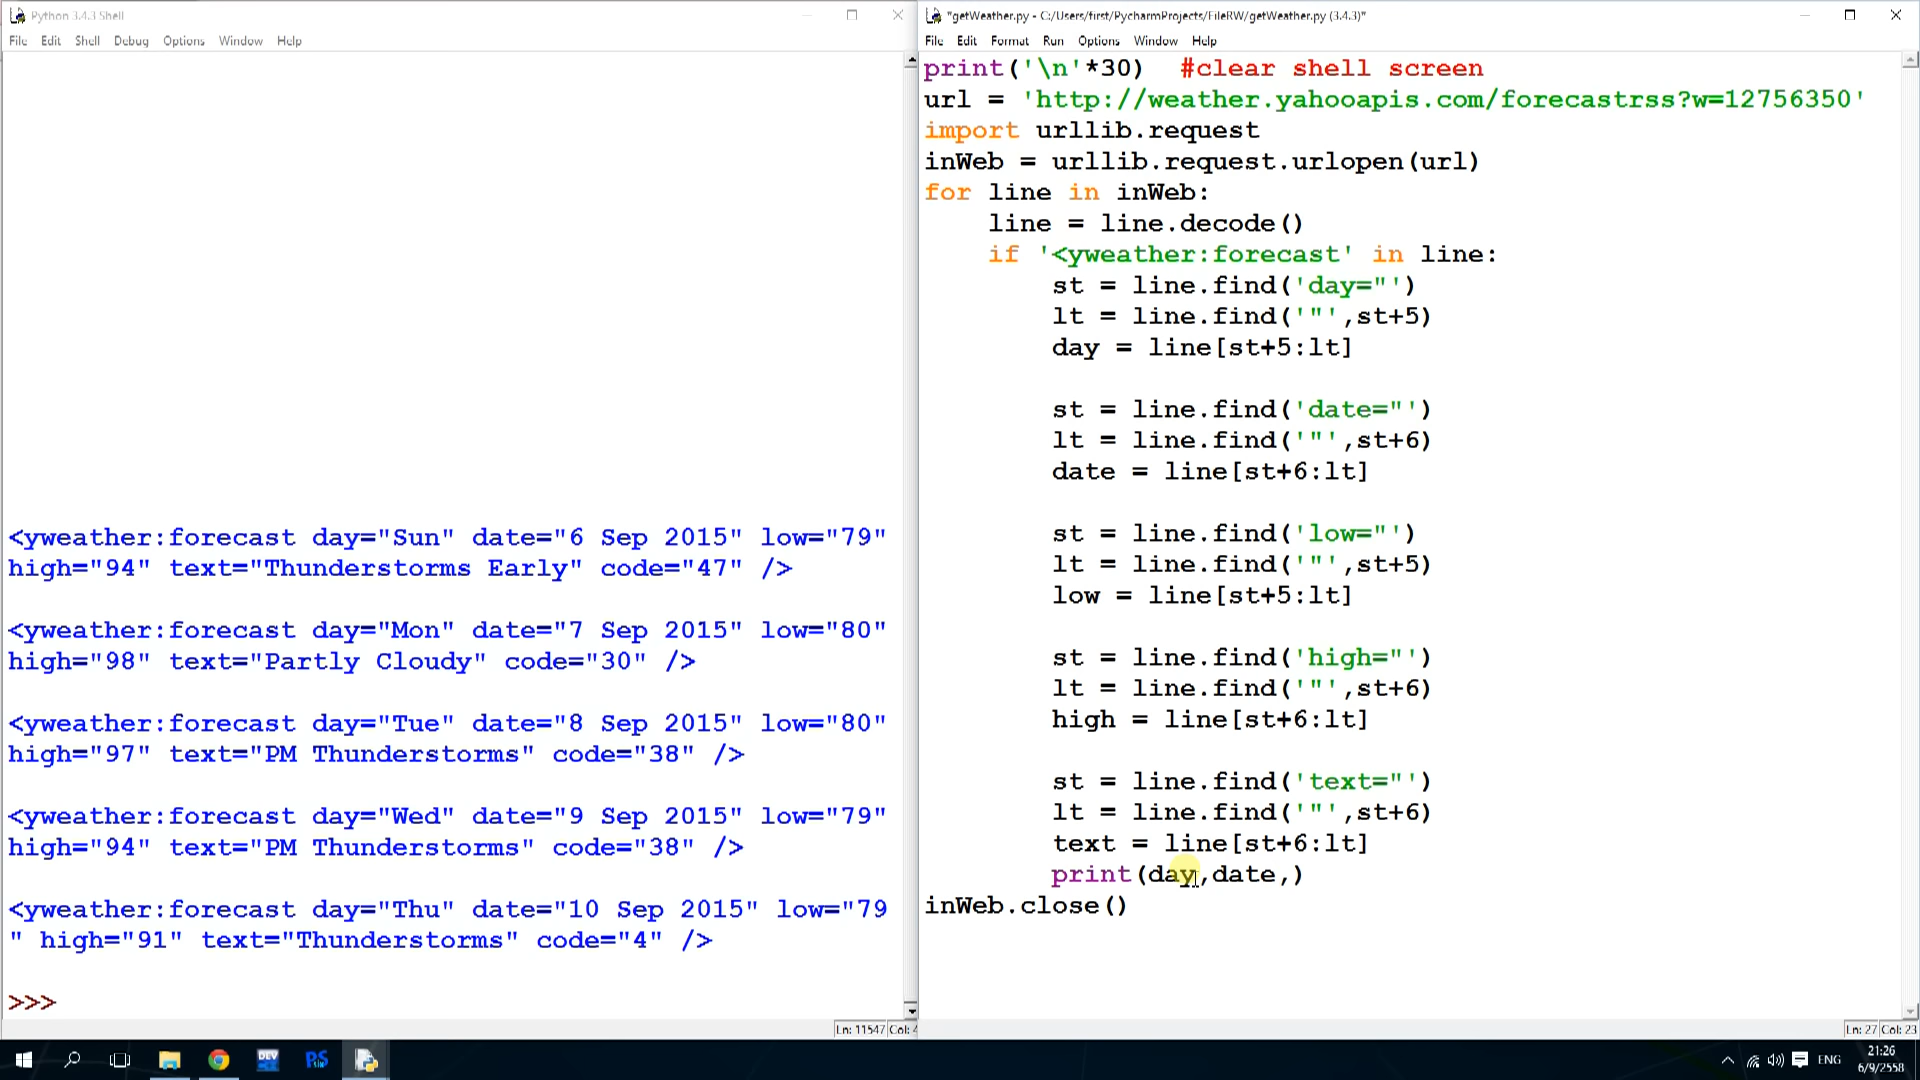 Python 3.4.3 Shell
File Edit Shell Debug Options Window Help
<yweather:forecast day="Sun" date="6 Sep 2015" low="79"
high="94" text="Thunderstorms Early" code="47" />
<yweather:forecast day="Mon" date="7 Sep 2015" low="80"
high="98" text="Partly Cloudy" code="30" />
<yweather:forecast day="Tue" date="8 Sep 2015" low="80"
high="97" text="PM Thunderstorms" code="38" />
<yweather:forecast day="Wed" date="9 Sep 2015" low="79"
high="94" text="PM Thunderstorms" code="38" />
<yweather:forecast day="Thu" date="10 Sep 2015" low="79
" high="91" text="Thunderstorms" code="4" />
>>>
Ln: 11547 Col: 4
*getWeather.py - C:/Users/first/PycharmProjects/FileRW/getWeather.py (3.4.3)*
File Edit Format Run Options Window Help
print('\n'*30)  #clear shell screen
url = 'http://weather.yahooapis.com/forecastrss?w=12756350'
import urllib.request
inWeb = urllib.request.urlopen(url)
for line in inWeb:
    line = line.decode()
    if '<yweather:forecast' in line:
        st = line.find('day="')
        lt = line.find('"',st+5)
        day = line[st+5:lt]
        st = line.find('date="')
        lt = line.find('"',st+6)
        date = line[st+6:lt]
        st = line.find('low="')
        lt = line.find('"',st+5)
        low = line[st+5:lt]
        st = line.find('high="')
        lt = line.find('"',st+6)
        high = line[st+6:lt]
        st = line.find('text="')
        lt = line.find('"',st+6)
        text = line[st+6:lt]
        print(day,date,)
inWeb.close()
Ln: 27 Col: 23
DEV
ENG
21:26
6/9/2558